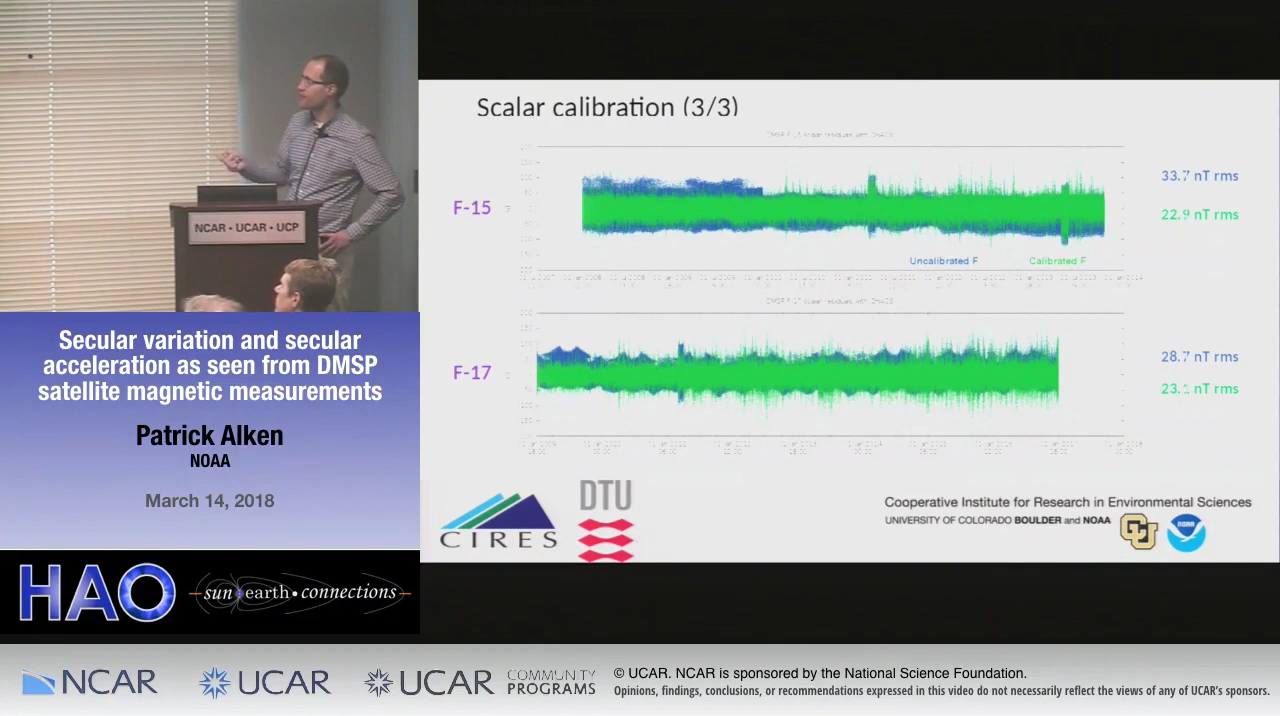 Scalar calibration (3/3)
F-15
33.7 nT rms
22.9 nT rms
Uncalibrated F
Calibrated F
F-17
28.7 nT rms
NCAR • UCAR • UCP
Secular variation and secular
acceleration as seen from DMSP
satellite magnetic measurements
Patrick Alken
NOAA
March 14, 2018
CIRES
DTU
Cooperative Institute for Research in Environmental Sciences
UNIVERSITY OF COLORADO BOULDER and NOAA
CU
NOAA
HAO
sun • earth • connections
NCAR
UCAR
UCAR
COMMUNITY
PROGRAMS
© UCAR. NCAR is sponsored by the National Science Foundation.
Opinions, findings, conclusions, or recommendations expressed in this video do not necessarily reflect the views of any of UCAR's sponsors.